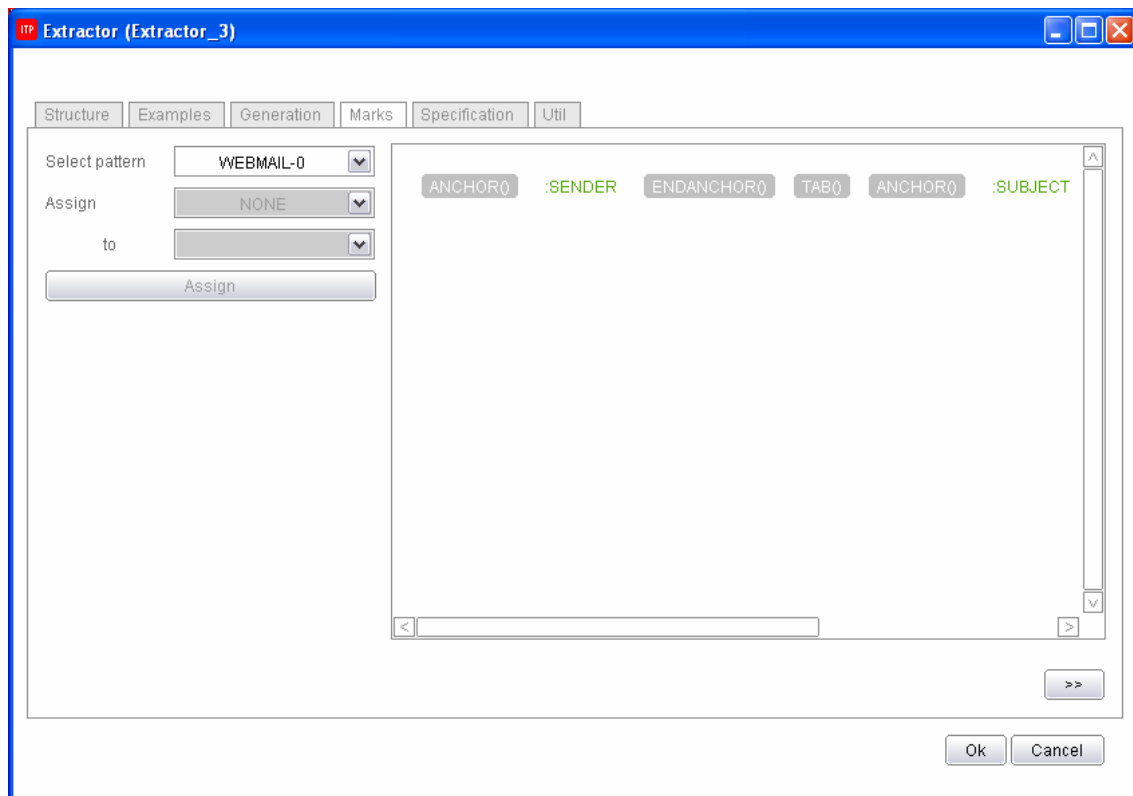 ITP Extractor (Extractor_3)
Structure Examples Generation Marks Specification Util
Select pattern WEBMAIL-0
ANCHOR() :SENDER ENDANCHOR() TAB() ANCHOR() :SUBJECT
Assign NONE
to
Assign
>>
Ok Cancel